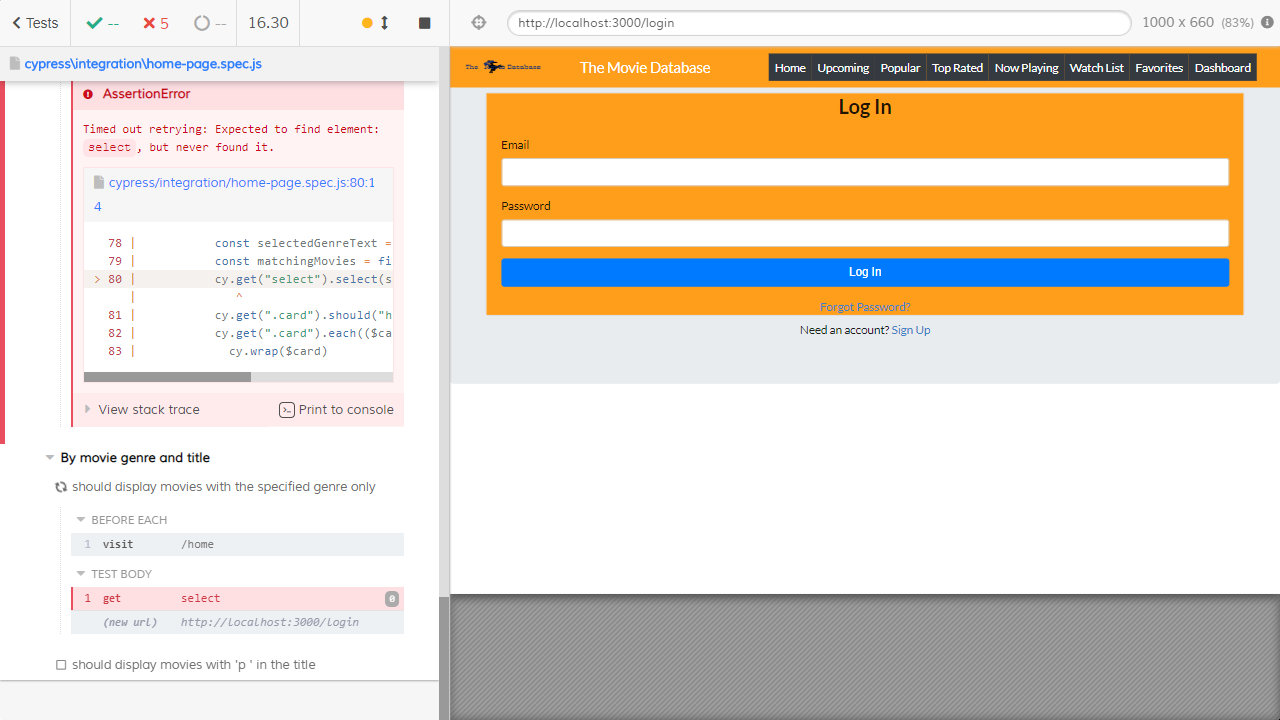 Tests
--
5
--
16.30
http://localhost:3000/login
1000 x 660 (83%)
cypress\integration\home-page.spec.js
AssertionError
Timed out retrying: Expected to find element:
select, but never found it.
cypress/integration/home-page.spec.js:80:1
4
78 | const selectedGenreText =
79 | const matchingMovies = fi
> 80 | cy.get("select").select(s
| ^
81 | cy.get(".card").should("h
82 | cy.get(".card").each(($ca
83 | cy.wrap($card)
View stack trace
Print to console
By movie genre and title
should display movies with the specified genre only
BEFORE EACH
1 visit /home
TEST BODY
1 get select 0
(new url) http://localhost:3000/login
should display movies with 'p ' in the title
The Movie Database
Home
Upcoming
Popular
Top Rated
Now Playing
Watch List
Favorites
Dashboard
Log In
Email
Password
Log In
Forgot Password?
Need an account? Sign Up